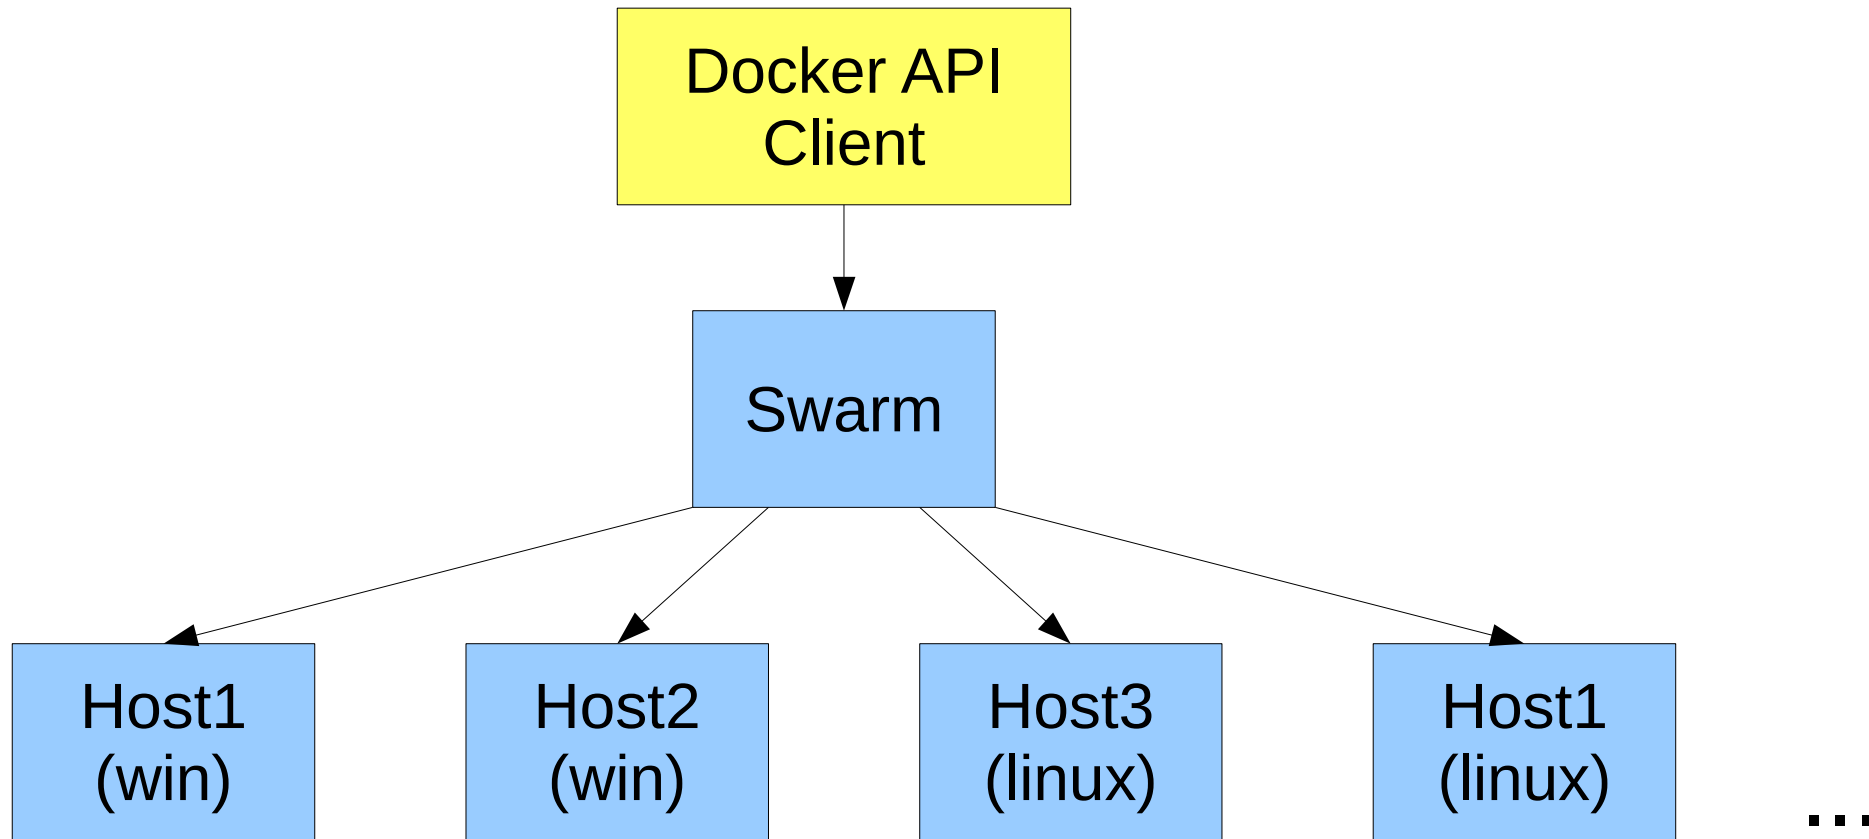 Docker API
Client
Swarm
Host1
(win)
Host2
(win)
Host3
(linux)
Host1
(linux)
...